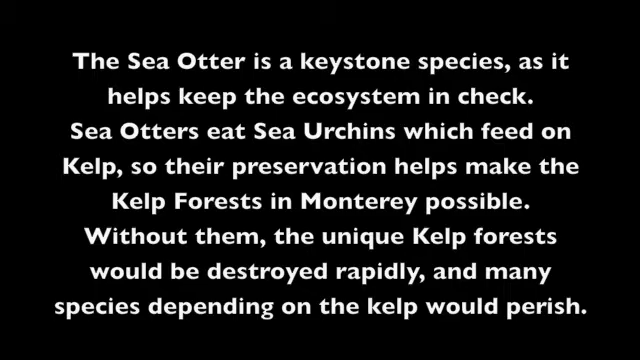 The Sea Otter is a keystone species, as it
helps keep the ecosystem in check.
Sea Otters eat Sea Urchins which feed on
Kelp, so their preservation helps make the
Kelp Forests in Monterey possible.
Without them, the unique Kelp forests
would be destroyed rapidly, and many
species depending on the kelp would perish.